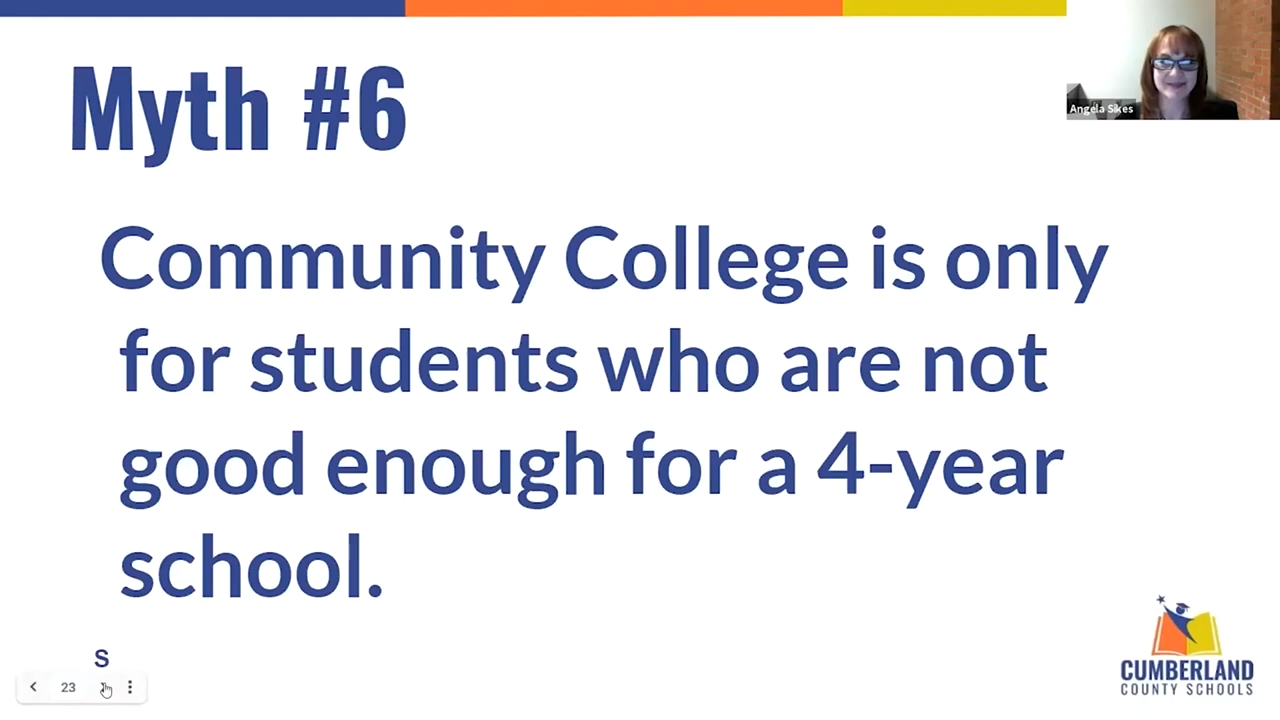 Myth #6
Angela Sikes
Community College is only
for students who are not
good enough for a 4-year
school.
S
23
CUMBERLAND
COUNTY SCHOOLS